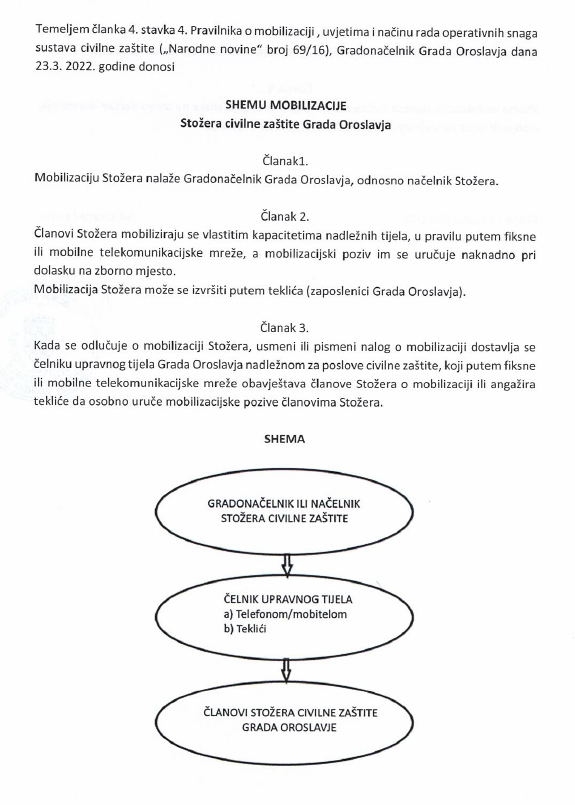 Temeljem članka 4. stavka 4. Pravilnika o mobilizaciji , uvjetima i načinu rada operativnih snaga
sustava civilne zaštite („Narodne novine“ broj 69/16), Gradonačelnik Grada Oroslavja dana
23.3. 2022. godine donosi
SHEMU MOBILIZACIJE
Stožera civilne zaštite Grada Oroslavja
Članak1.
Mobilizaciju Stožera nalaže Gradonačelnik Grada Oroslavja, odnosno načelnik Stožera.
Članak 2.
Članovi Stožera mobiliziraju se vlastitim kapacitetima nadležnih tijela, u pravilu putem fiksne
ili mobilne telekomunikacijske mreže, a mobilizacijski poziv im se uručuje naknadno pri
dolasku na zborno mjesto.
Mobilizacija Stožera može se izvršiti putem teklića (zaposlenici Grada Oroslavja).
Članak 3.
Kada se odlučuje o mobilizaciji Stožera, usmeni ili pismeni nalog o mobilizaciji dostavlja se
čelniku upravnog tijela Grada Oroslavja nadležnom za poslove civilne zaštite, koji putem fiksne
ili mobilne telekomunikacijske mreže obavještava članove Stožera o mobilizaciji ili angažira
tekliće da osobno uruče mobilizacijske pozive članovima Stožera.
SHEMA
GRADONAČELNIK ILI NAČELNIK
STOŽERA CIVILNE ZAŠTITE
ČELNIK UPRAVNOG TIJELA
a) Telefonom/mobitelom
b) Teklići
ČLANOVI STOŽERA CIVILNE ZAŠTITE
GRADA OROSLAVJE